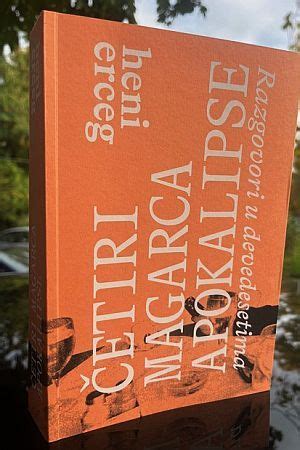 heni
erceg
ČETIRI
MAGARCA
APOKALIPSE
Razgovori u devedesetima